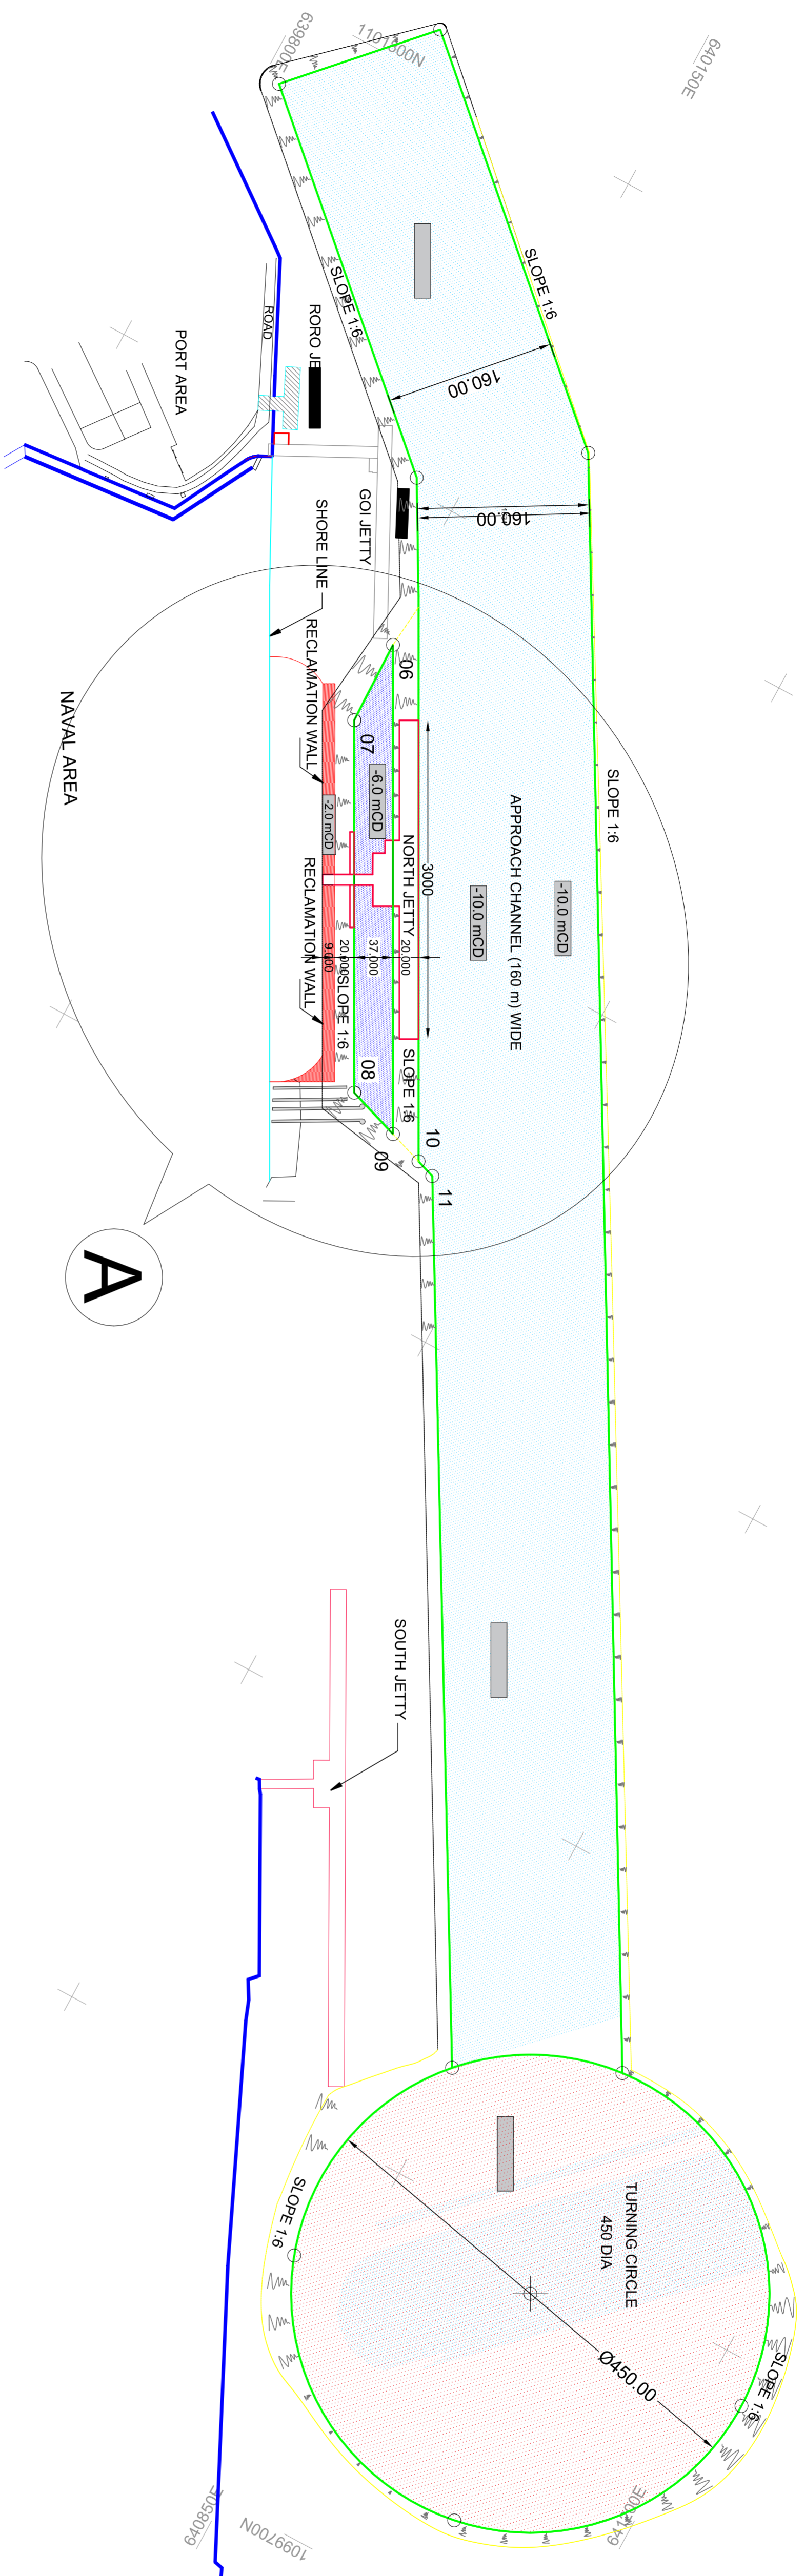 639800E
1101300N
640150E
SLOPE 1:6
SLOPE 1:6
160.00
RORO JE
ROAD
PORT AREA
160.00
GOI JETTY
SHORE LINE
RECLAMATION WALL
NAVAL AREA
06
07
-6.0 mCD
-2.0 mCD
3000
NORTH JETTY
SLOPE 1:6
APPROACH CHANNEL (160 m) WIDE
-10.0 mCD
-10.0 mCD
RECLAMATION WALL
9.000
20.000
37.000
20.000
SLOPE 1:6
SLOPE 1:6
08
09
10
11
A
SOUTH JETTY
TURNING CIRCLE
450 DIA
Ø450.00
SLOPE 1:6
SLOPE 1:6
640850E
1099700N
641200E